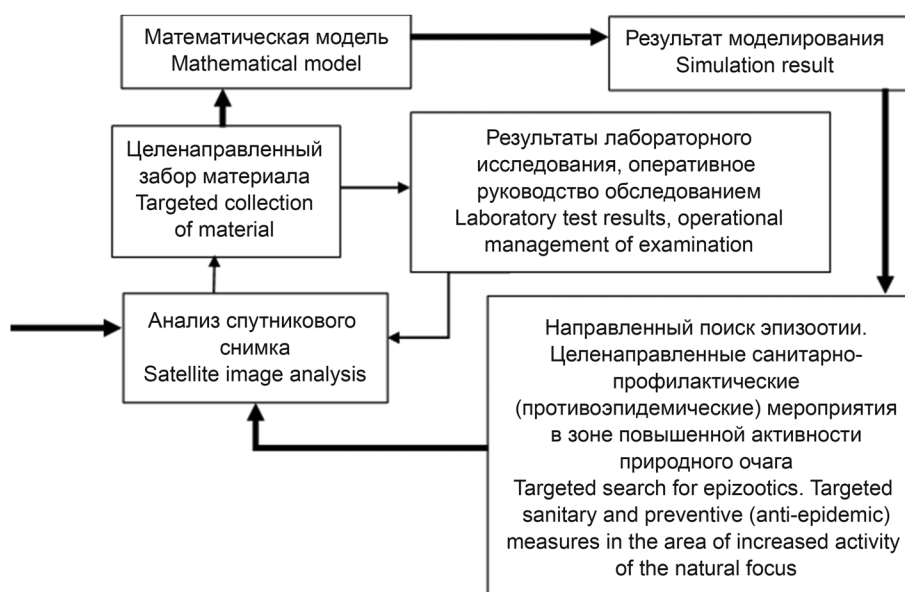 Математическая модель
Mathematical model
Результат моделирования
Simulation result
Целенаправленный
забор материала
Targeted collection
of material
Результаты лабораторного
исследования, оперативное
руководство обследованием
Laboratory test results, operational
management of examination
Анализ спутникового
снимка
Satellite image analysis
Направленный поиск эпизоотии.
Целенаправленные санитарно-
профилактические
(противоэпидемические) мероприятия
в зоне повышенной активности
природного очага
Targeted search for epizootics. Targeted
sanitary and preventive (anti-epidemic)
measures in the area of increased activity
of the natural focus